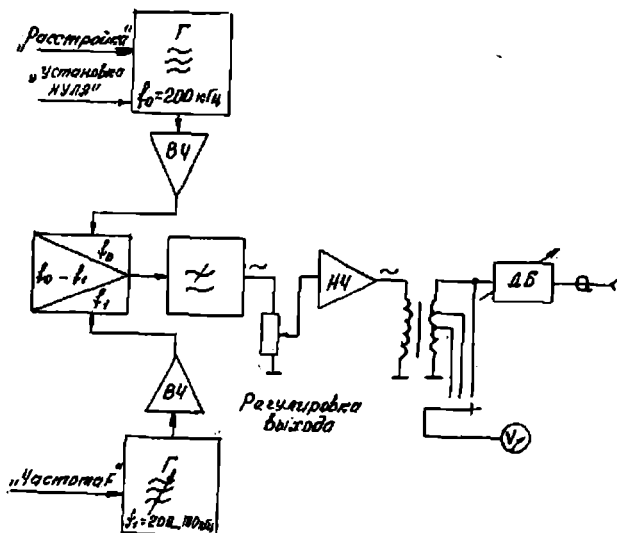 „Расстройка"
„Установка
нуля"
Г
f₀=200 кГц
ВЧ
f₀
f₀-f₁
f₁
~
НЧ
~
ДБ
Регулировка
выхода
V
ВЧ
„Частота F"
Г